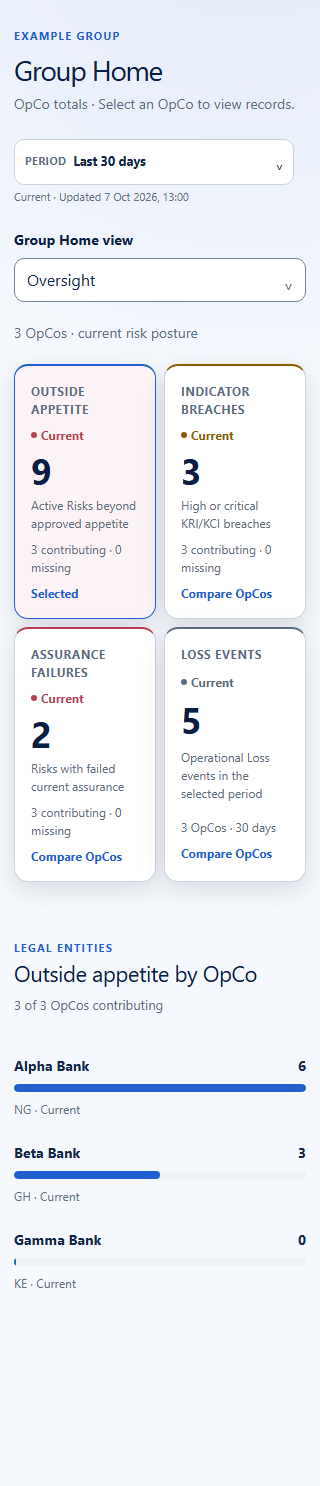 EXAMPLE GROUP
Group Home
OpCo totals · Select an OpCo to view records.
PERIOD Last 30 days
Current · Updated 7 Oct 2026, 13:00
Group Home view
Oversight
3 OpCos · current risk posture
OUTSIDE
APPETITE
Current
9
Active Risks beyond
approved appetite
3 contributing · 0
missing
Selected
INDICATOR
BREACHES
Current
3
High or critical
KRI/KCI breaches
3 contributing · 0
missing
Compare OpCos
ASSURANCE
FAILURES
Current
2
Risks with failed
current assurance
3 contributing · 0
missing
Compare OpCos
LOSS EVENTS
Current
5
Operational Loss
events in the
selected period
3 OpCos · 30 days
Compare OpCos
LEGAL ENTITIES
Outside appetite by OpCo
3 of 3 OpCos contributing
Alpha Bank 6
NG · Current
Beta Bank 3
GH · Current
Gamma Bank 0
KE · Current